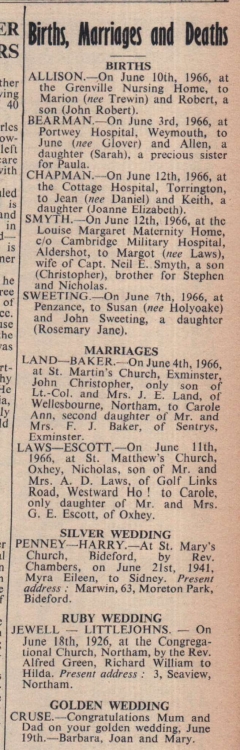 ER
RS
Births, Marriages and Deaths
BIRTHS
ALLISON.—On June 10th, 1966, at
the Grenville Nursing Home, to
Marion (nee Trewin) and Robert, a
son (John Robert).
BEARMAN.—On June 3rd, 1966, at
Portwey Hospital, Weymouth, to
June (nee Glover) and Allen, a
daughter (Sarah), a precious sister
for Paula.
CHAPMAN.—On June 12th, 1966, at
the Cottage Hospital, Torrington,
to Jean (nee Daniel) and Keith, a
daughter (Joanne Elizabeth).
SMYTH.—On June 12th, 1966, at the
Louise Margaret Maternity Home,
c/o Cambridge Military Hospital,
Aldershot, to Margot (nee Laws),
wife of Capt. Neil E. Smyth, a son
(Christopher), brother for Stephen
and Nicholas.
SWEETING.—On June 7th, 1966, at
Penzance, to Susan (nee Holyoake)
and John Sweeting, a daughter
(Rosemary Jane).
MARRIAGES
LAND—BAKER.—On June 4th, 1966,
at St. Martin's Church, Exminster,
John Christopher, only son of
Lt.-Col. and Mrs. J. E. Land, of
Wellesbourne, Northam, to Carole
Ann, second daughter of Mr. and
Mrs. F. J. Baker, of Sentrys,
Exminster.
LAWS—ESCOTT.—On June 11th,
1966, at St. Matthew's Church,
Oxhey, Nicholas, son of Mr. and
Mrs. A. D. Laws, of Golf Links
Road, Westward Ho ! to Carole,
only daughter of Mr. and Mrs.
G. E. Escott, of Oxhey.
SILVER WEDDING
PENNEY—HARRY.—At St. Mary's
Church, Bideford, by Rev.
Chambers, on June 21st, 1941,
Myra Eileen, to Sidney. Present
address : Marwin, 63, Moreton Park,
Bideford.
RUBY WEDDING
JEWELL — LITTLEJOHNS. — On
June 18th, 1926, at the Congrega-
tional Church, Northam, by the Rev.
Alfred Green, Richard William to
Hilda. Present address : 3, Seaview,
Northam.
GOLDEN WEDDING
CRUSE.—Congratulations Mum and
Dad on your golden wedding, June
19th.—Barbara, Joan and Mary.